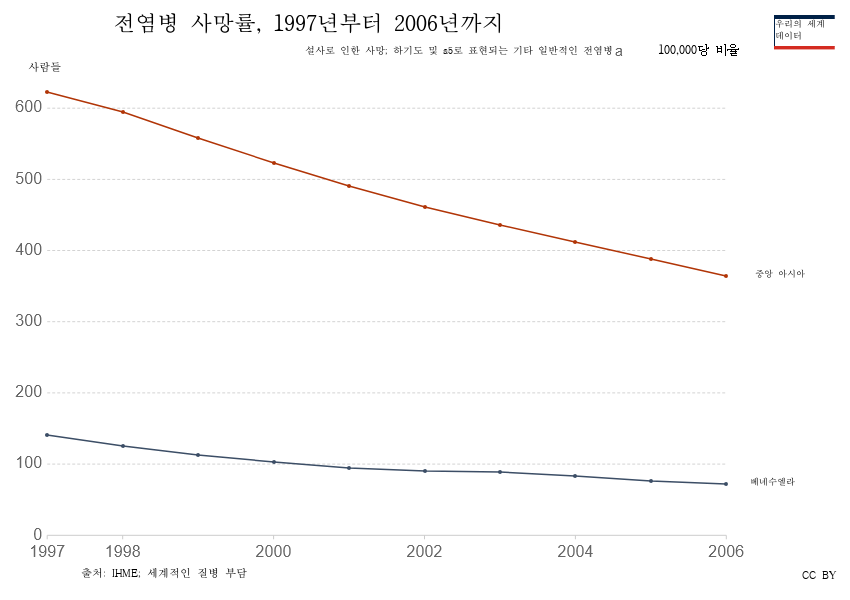 전염병 사망률, 1997년부터 2006년까지
우리의 세계
데이터
설사로 인한 사망; 하기도 및 s5로 표현되는 기타 일반적인 전염병a 100,000당 비율
사람들
600
500
400
중앙 아시아
300
200
100
베네수엘라
0
1997 1998 2000 2002 2004 2006
출처: IHME; 세계적인 질병 부담
CC BY